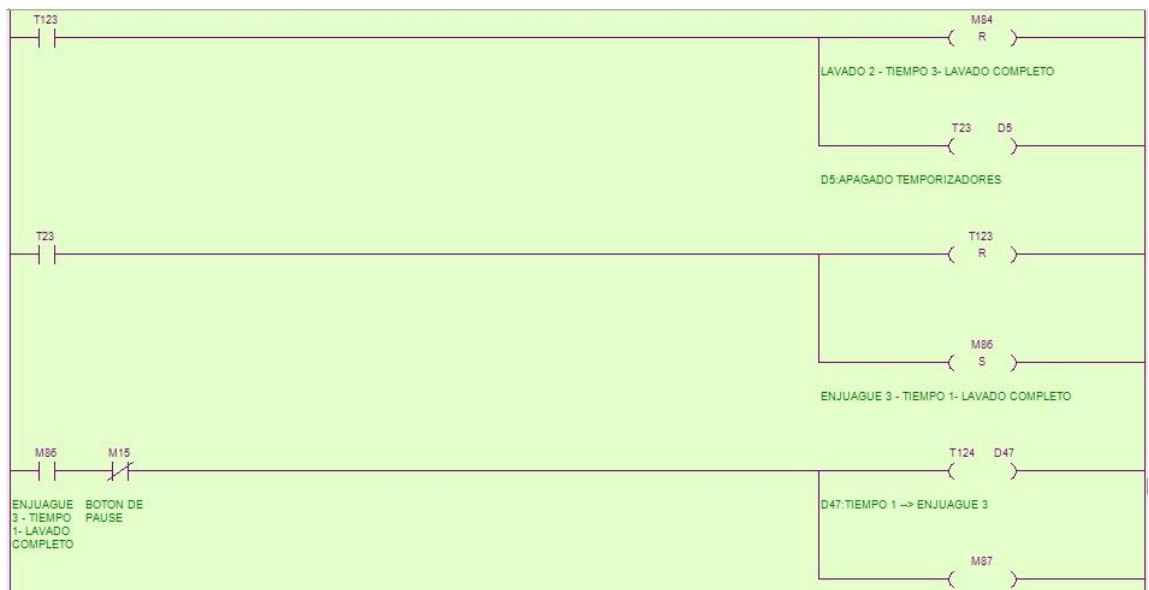 T123
M84
R
LAVADO 2 - TIEMPO 3- LAVADO COMPLETO
T23 D5
D5:APAGADO TEMPORIZADORES
T23
T123
R
M86
S
ENJUAGUE 3 - TIEMPO 1- LAVADO COMPLETO
M86
M15
T124 D47
ENJUAGUE
3 - TIEMPO
1- LAVADO
COMPLETO
BOTON DE
PAUSE
D47:TIEMPO 1 --> ENJUAGUE 3
M87